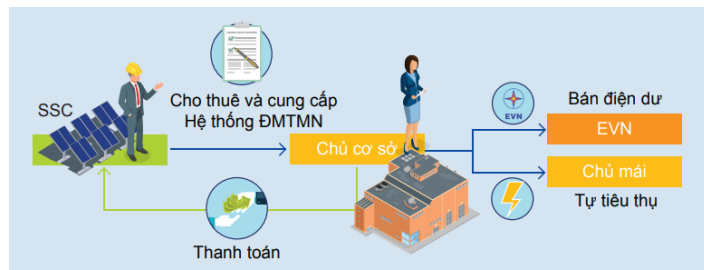 SSC
Cho thuê và cung cấp
Hệ thống ĐMTMN
Chủ cơ sở
Thanh toán
EVN
Bán điện dư
EVN
Chủ mái
Tự tiêu thụ